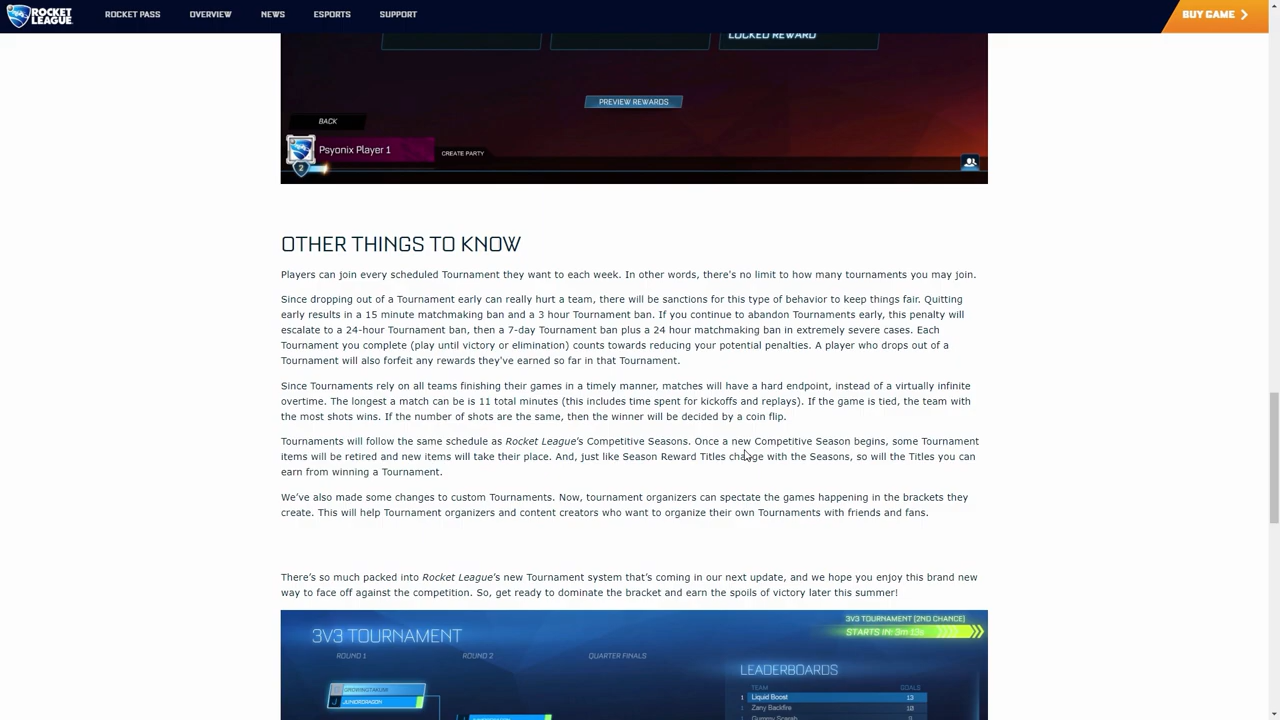 ROCKET LEAGUE
ROCKET PASS OVERVIEW NEWS ESPORTS SUPPORT BUY GAME
LOCKED REWARD
PREVIEW REWARDS
BACK
Psyonix Player 1
CREATE PARTY
2
OTHER THINGS TO KNOW
Players can join every scheduled Tournament they want to each week. In other words, there's no limit to how many tournaments you may join.
Since dropping out of a Tournament early can really hurt a team, there will be sanctions for this type of behavior to keep things fair. Quitting
early results in a 15 minute matchmaking ban and a 3 hour Tournament ban. If you continue to abandon Tournaments early, this penalty will
escalate to a 24-hour Tournament ban, then a 7-day Tournament ban plus a 24 hour matchmaking ban in extremely severe cases. Each
Tournament you complete (play until victory or elimination) counts towards reducing your potential penalties. A player who drops out of a
Tournament will also forfeit any rewards they've earned so far in that Tournament.
Since Tournaments rely on all teams finishing their games in a timely manner, matches will have a hard endpoint, instead of a virtually infinite
overtime. The longest a match can be is 11 total minutes (this includes time spent for kickoffs and replays). If the game is tied, the team with
the most shots wins. If the number of shots are the same, then the winner will be decided by a coin flip.
Tournaments will follow the same schedule as Rocket League's Competitive Seasons. Once a new Competitive Season begins, some Tournament
items will be retired and new items will take their place. And, just like Season Reward Titles change with the Seasons, so will the Titles you can
earn from winning a Tournament.
We've also made some changes to custom Tournaments. Now, tournament organizers can spectate the games happening in the brackets they
create. This will help Tournament organizers and content creators who want to organize their own Tournaments with friends and fans.
There's so much packed into Rocket League's new Tournament system that's coming in our next update, and we hope you enjoy this brand new
way to face off against the competition. So, get ready to dominate the bracket and earn the spoils of victory later this summer!
3V3 TOURNAMENT (2ND CHANCE)
3V3 TOURNAMENT
STARTS IN: 3m 13s
ROUND 1 ROUND 2 QUARTER FINALS
LEADERBOARDS
TEAM GOALS
1 Liquid Boost 13
2 Zany Backfire 10
JUNIORDRAGON